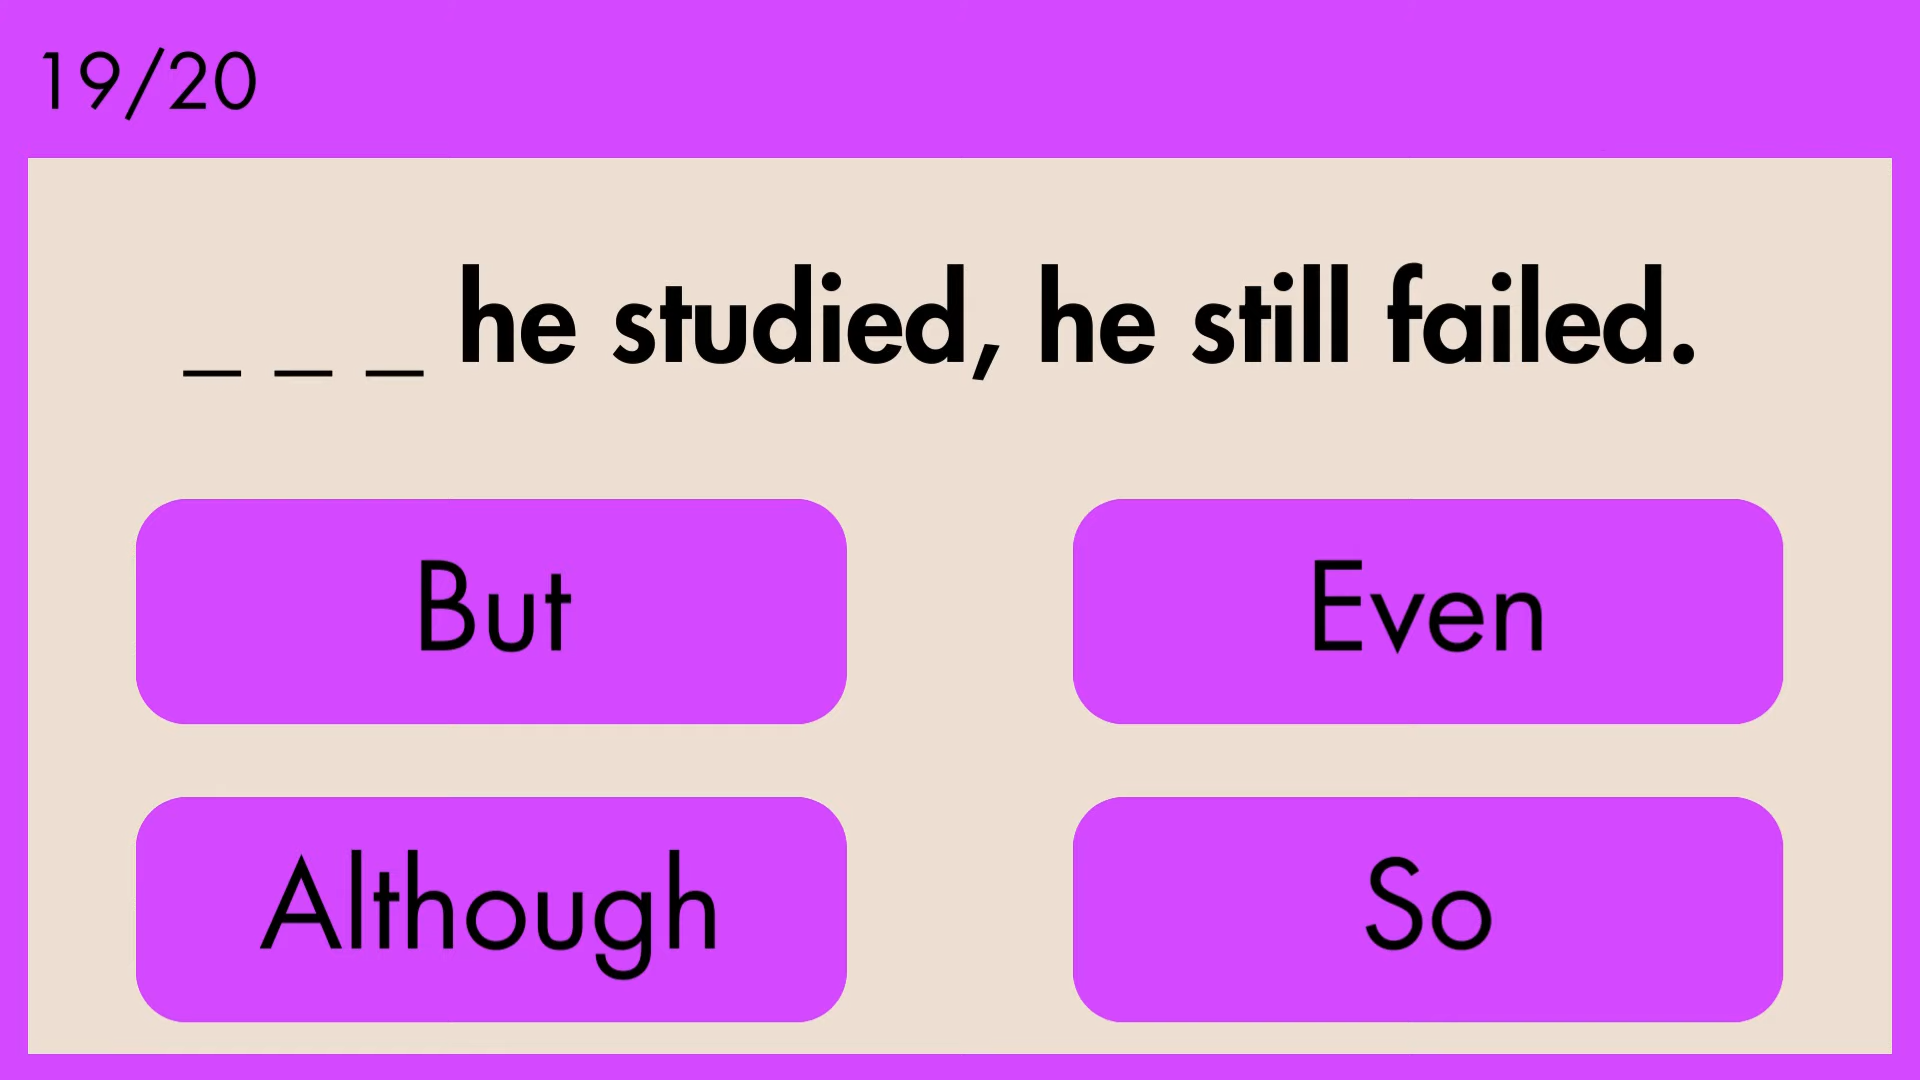 19/20
_ _ _ he studied, he still failed.
But
Even
Although
So